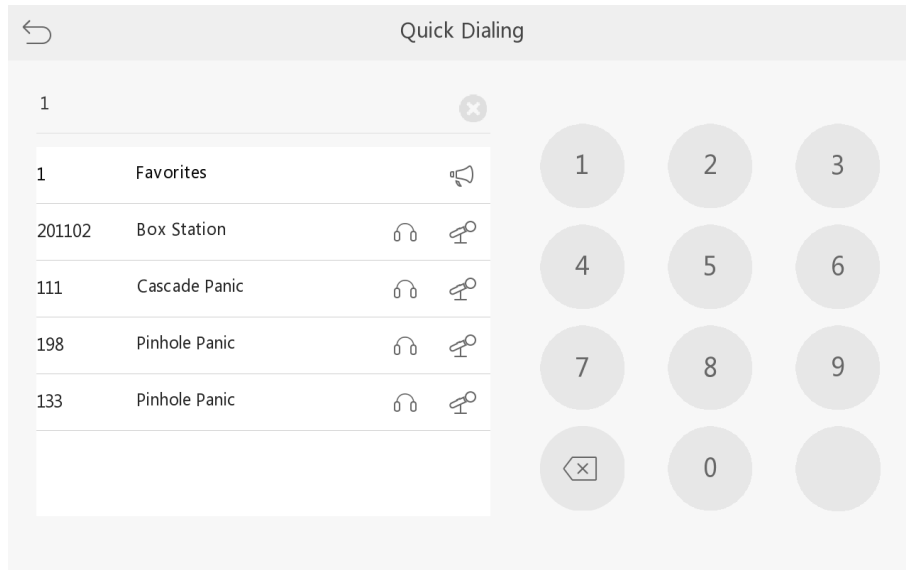 Quick Dialing
1
1 Favorites
201102 Box Station
111 Cascade Panic
198 Pinhole Panic
133 Pinhole Panic
1 2 3
4 5 6
7 8 9
0